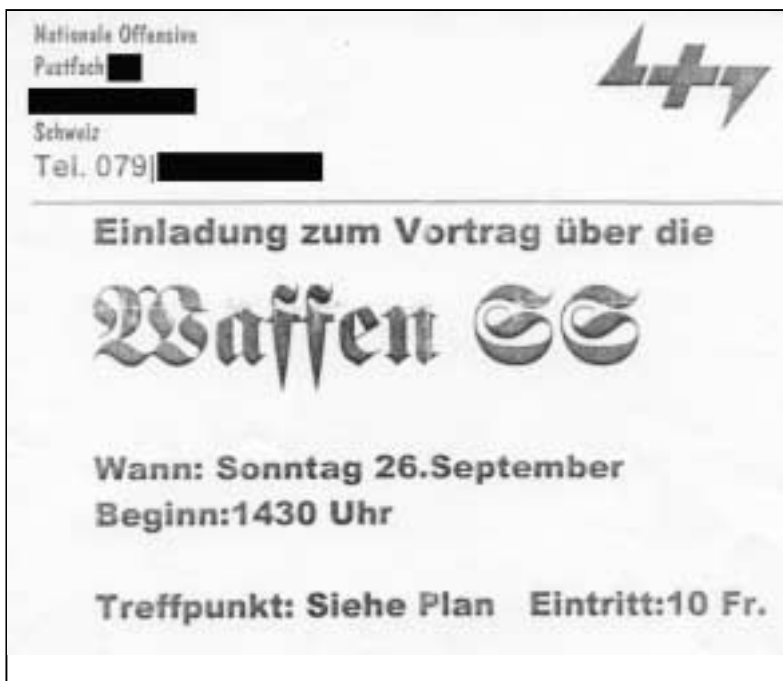 Nationale Offensive
Postfach
Schweiz
Tel. 079
Einladung zum Vortrag über die
Waffen SS
Wann: Sonntag 26.September
Beginn:1430 Uhr
Treffpunkt: Siehe Plan Eintritt:10 Fr.